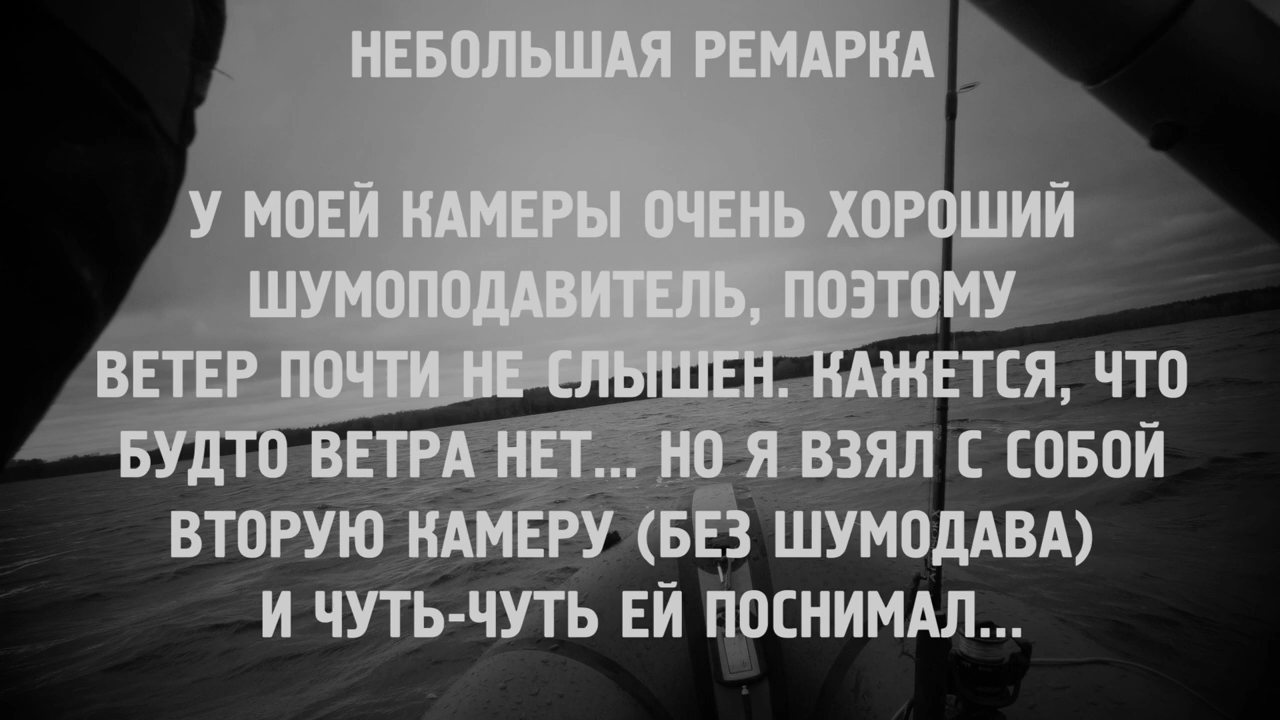 НЕБОЛЬШАЯ РЕМАРКА
У МОЕЙ КАМЕРЫ ОЧЕНЬ ХОРОШИЙ
ШУМОПОДАВИТЕЛЬ, ПОЭТОМУ
ВЕТЕР ПОЧТИ НЕ СЛЫШЕН. КАЖЕТСЯ, ЧТО
БУДТО ВЕТРА НЕТ... НО Я ВЗЯЛ С СОБОЙ
ВТОРУЮ КАМЕРУ (БЕЗ ШУМОДАВА)
И ЧУТЬ-ЧУТЬ ЕЙ ПОСНИМАЛ...